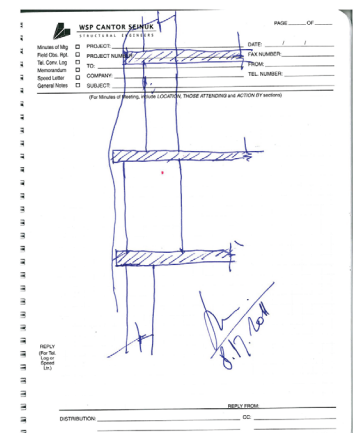 PAGE ____ OF ____
WSP CANTOR SEINUK
STRUCTURAL ENGINEERS
Minutes of Mtg
Field Obs. Rpt.
Tel. Conv. Log
Memorandum
Speed Letter
General Notes
PROJECT:
PROJECT NUMBER:
TO:
COMPANY:
SUBJECT:
DATE: / /
FAX NUMBER:
FROM:
TEL. NUMBER:
(For Minutes of Meeting, include LOCATION, THOSE ATTENDING and ACTION BY sections)
8.17.2011
REPLY
(For Tel.
Log or
Speed
Ltr.)
REPLY FROM:
DISTRIBUTION:
CC: